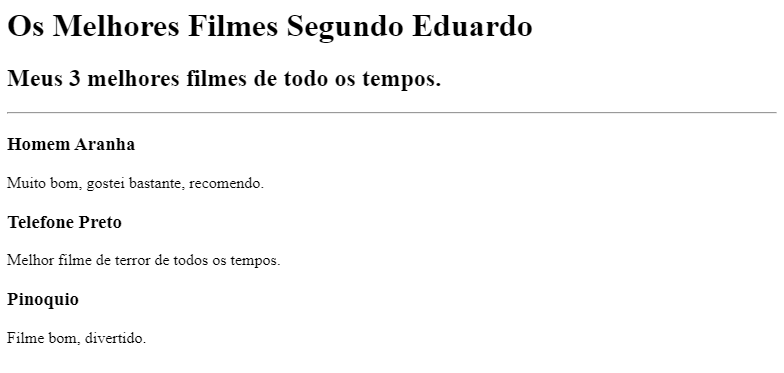 Os Melhores Filmes Segundo Eduardo
Meus 3 melhores filmes de todo os tempos.
Homem Aranha
Muito bom, gostei bastante, recomendo.
Telefone Preto
Melhor filme de terror de todos os tempos.
Pinoquio
Filme bom, divertido.